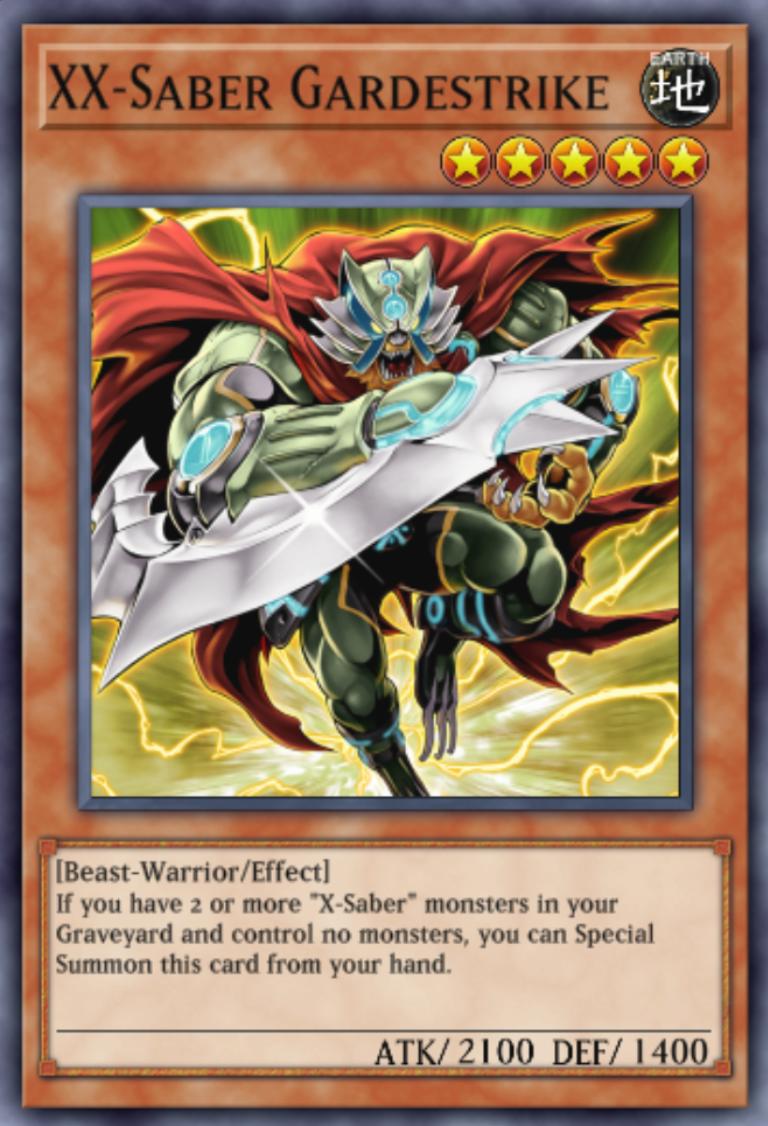 XX-Saber Gardestrike
EARTH
地
[Beast-Warrior/Effect]
If you have 2 or more "X-Saber" monsters in your
Graveyard and control no monsters, you can Special
Summon this card from your hand.
ATK/ 2100 DEF/ 1400